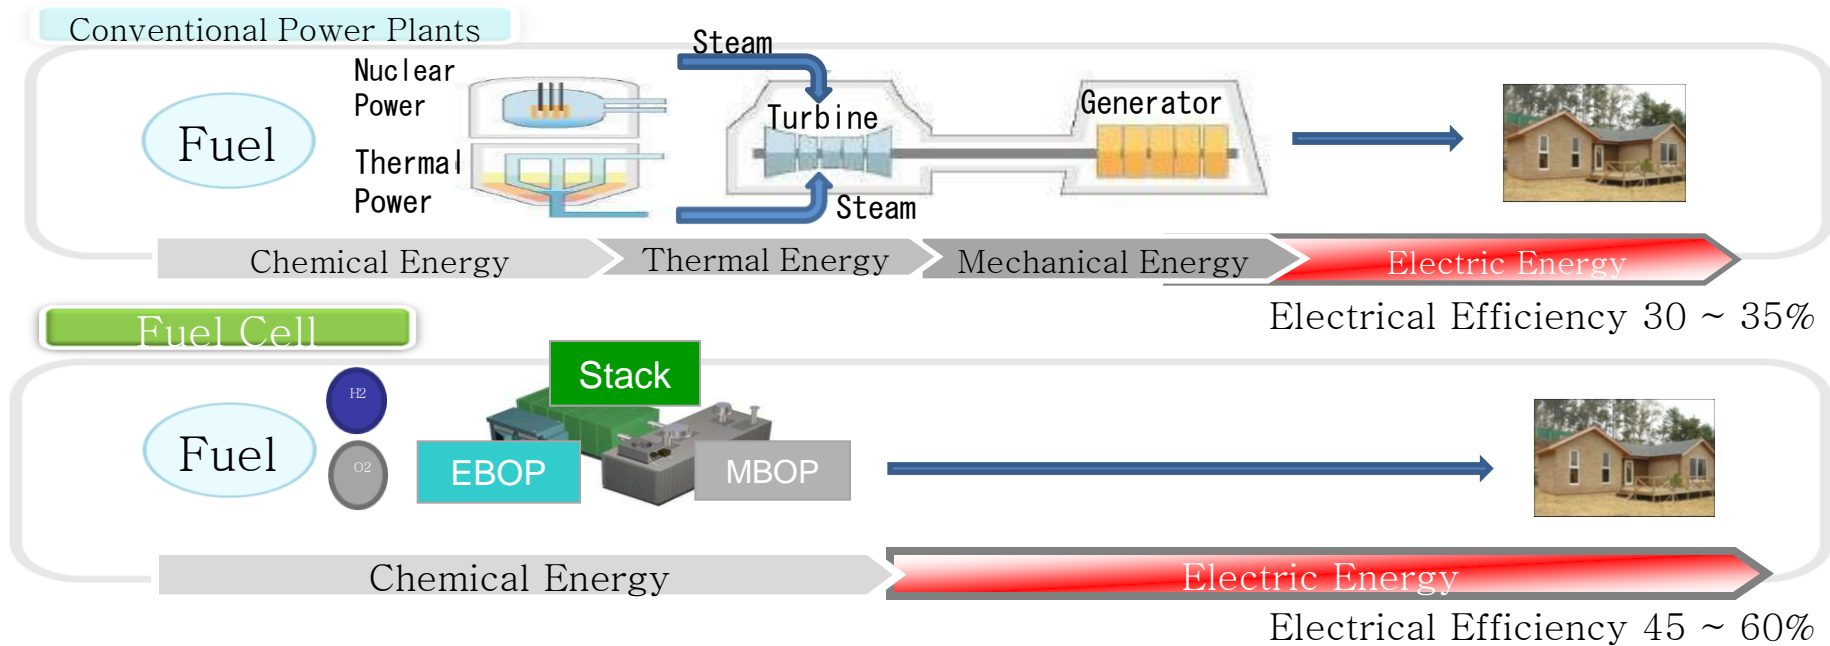 Conventional Power Plants
Steam
Nuclear
Power
Fuel
Thermal
Power
Turbine
Generator
Steam
Chemical Energy
Thermal Energy
Mechanical Energy
Electric Energy
Electrical Efficiency 30 ~ 35%
Fuel Cell
H2
O2
Fuel
Stack
EBOP
MBOP
Chemical Energy
Electric Energy
Electrical Efficiency 45 ~ 60%